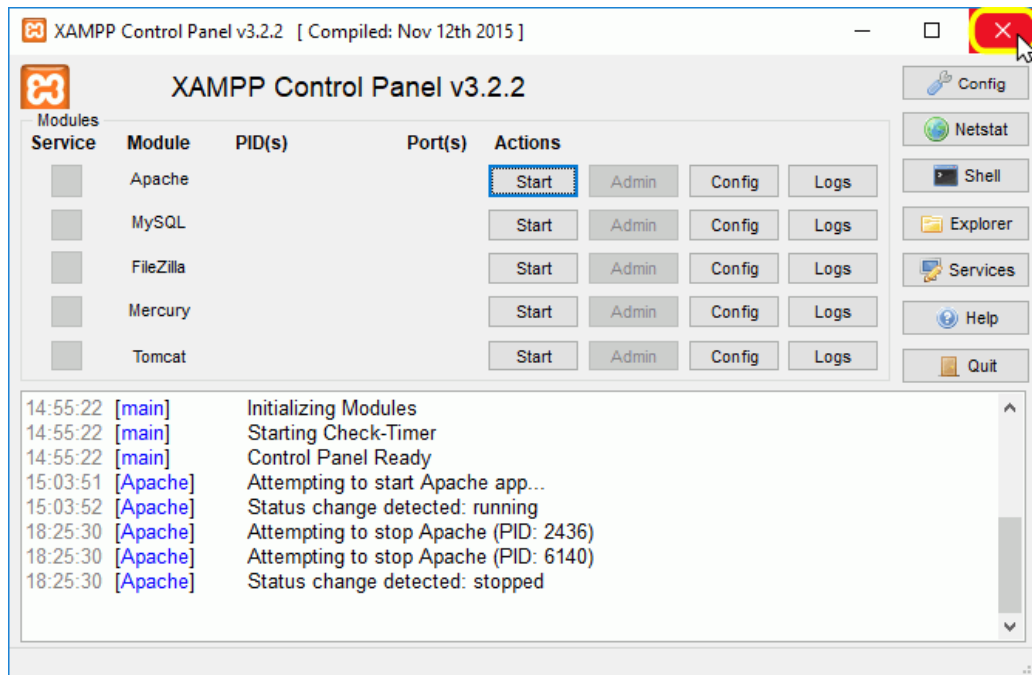 XAMPP Control Panel v3.2.2 [ Compiled: Nov 12th 2015 ]
XAMPP Control Panel v3.2.2
Config
Modules
Netstat
Service Module PID(s) Port(s) Actions
Apache Start Admin Config Logs
Shell
MySQL Start Admin Config Logs
Explorer
FileZilla Start Admin Config Logs
Services
Mercury Start Admin Config Logs
Help
Tomcat Start Admin Config Logs
Quit
14:55:22 [main] Initializing Modules
14:55:22 [main] Starting Check-Timer
14:55:22 [main] Control Panel Ready
15:03:51 [Apache] Attempting to start Apache app...
15:03:52 [Apache] Status change detected: running
18:25:30 [Apache] Attempting to stop Apache (PID: 2436)
18:25:30 [Apache] Attempting to stop Apache (PID: 6140)
18:25:30 [Apache] Status change detected: stopped